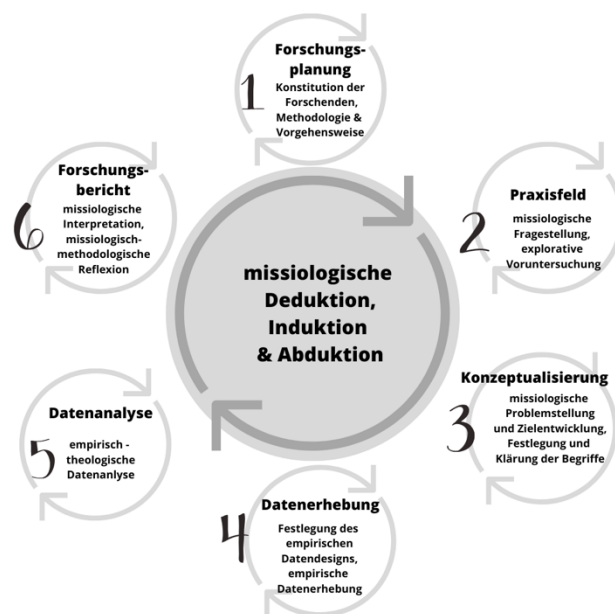 1
Forschungs-
planung
Konstitution der
Forschenden,
Methodologie &
Vorgehensweise
2
Praxisfeld
missiologische
Fragestellung,
explorative
Voruntersuchung
3
Konzeptualisierung
missiologische
Problemstellung
und Zielentwicklung,
Festlegung und
Klärung der Begriffe
4
Datenerhebung
Festlegung des
empirischen
Datendesigns,
empirische
Datenerhebung
5
Datenanalyse
empirisch -
theologische
Datenanlyse
6
Forschungs-
bericht
missiologische
Interpretation,
missiologisch-
methodologische
Reflexion
missiologische
Deduktion,
Induktion
& Abduktion